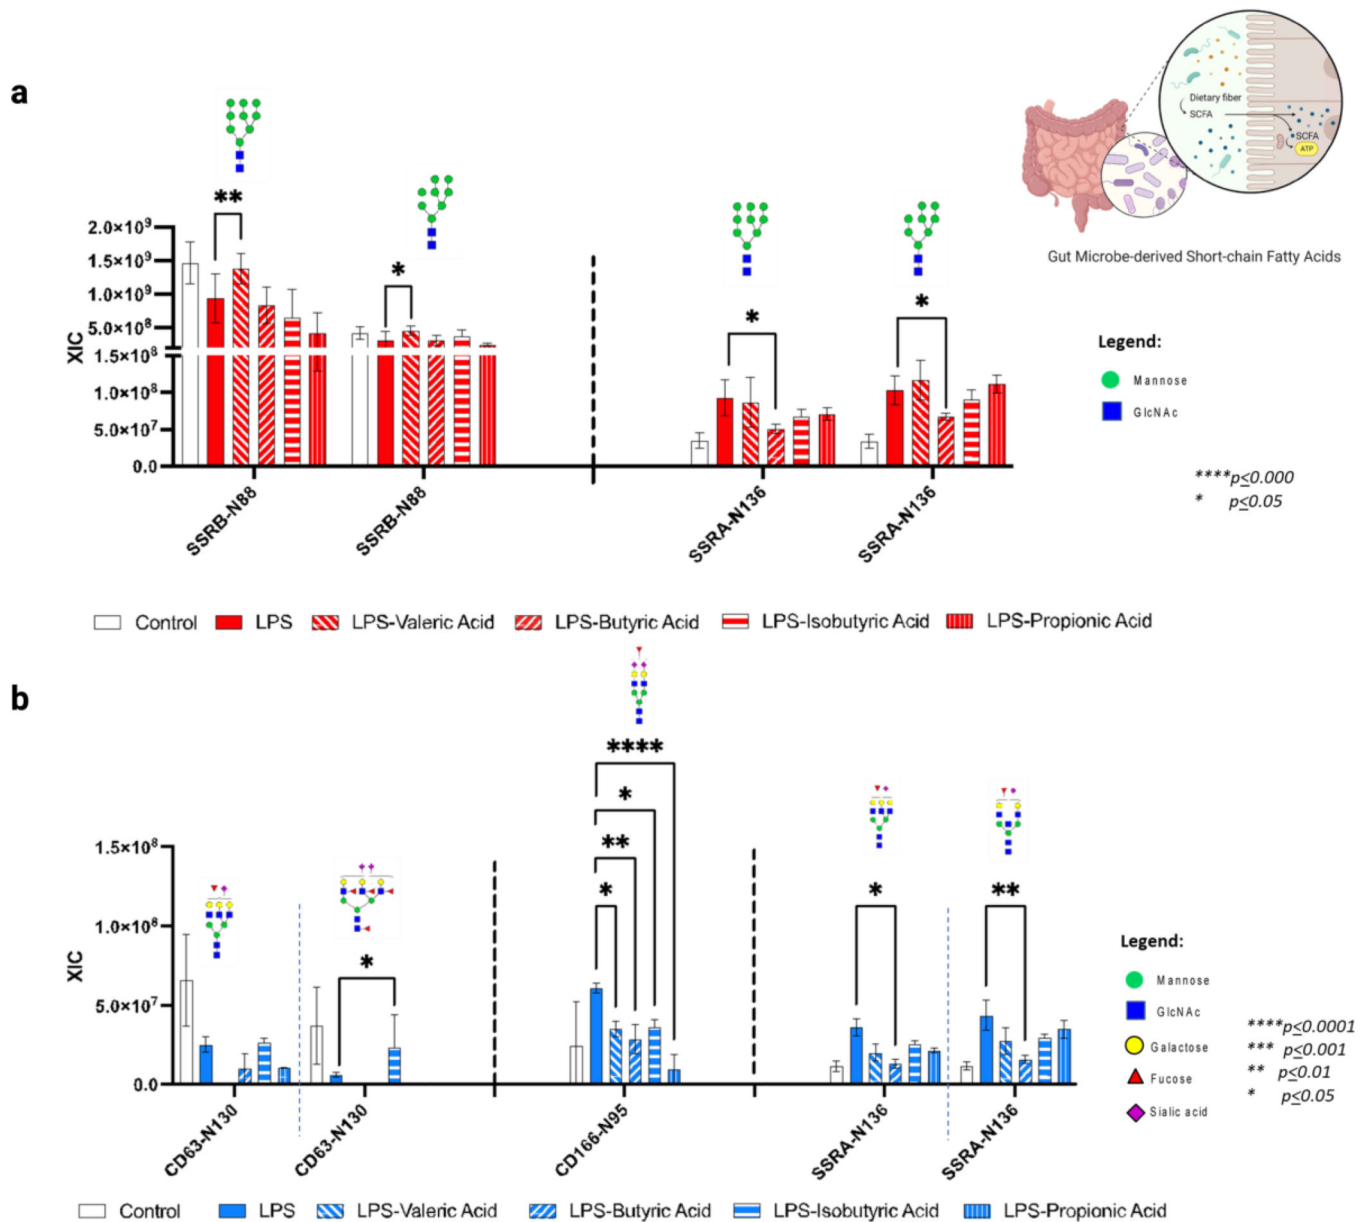 a
Dietary fiber
SCFA
SCFA
ATP
Gut Microbe-derived Short-chain Fatty Acids
**
*
*
*
XIC
2.0×10⁹
1.5×10⁹
1.0×10⁹
5.0×10⁸
1.5×10⁸
1.0×10⁸
5.0×10⁷
0.0
SSRB-N88
SSRB-N88
SSRA-N136
SSRA-N136
Legend:
Mannose
GlcNAc
****p≤0.000
* p≤0.05
Control LPS LPS-Valeric Acid LPS-Butyric Acid LPS-Isobutyric Acid LPS-Propionic Acid
b
****
*
**
*
*
*
**
XIC
1.5×10⁸
1.0×10⁸
5.0×10⁷
0.0
CD63-N130
CD63-N130
CD166-N95
SSRA-N136
SSRA-N136
Legend:
Mannose
GlcNAc
Galactose
Fucose
Sialic acid
****p≤0.0001
*** p≤0.001
** p≤0.01
* p≤0.05
Control LPS LPS-Valeric Acid LPS-Butyric Acid LPS-Isobutyric Acid LPS-Propionic Acid